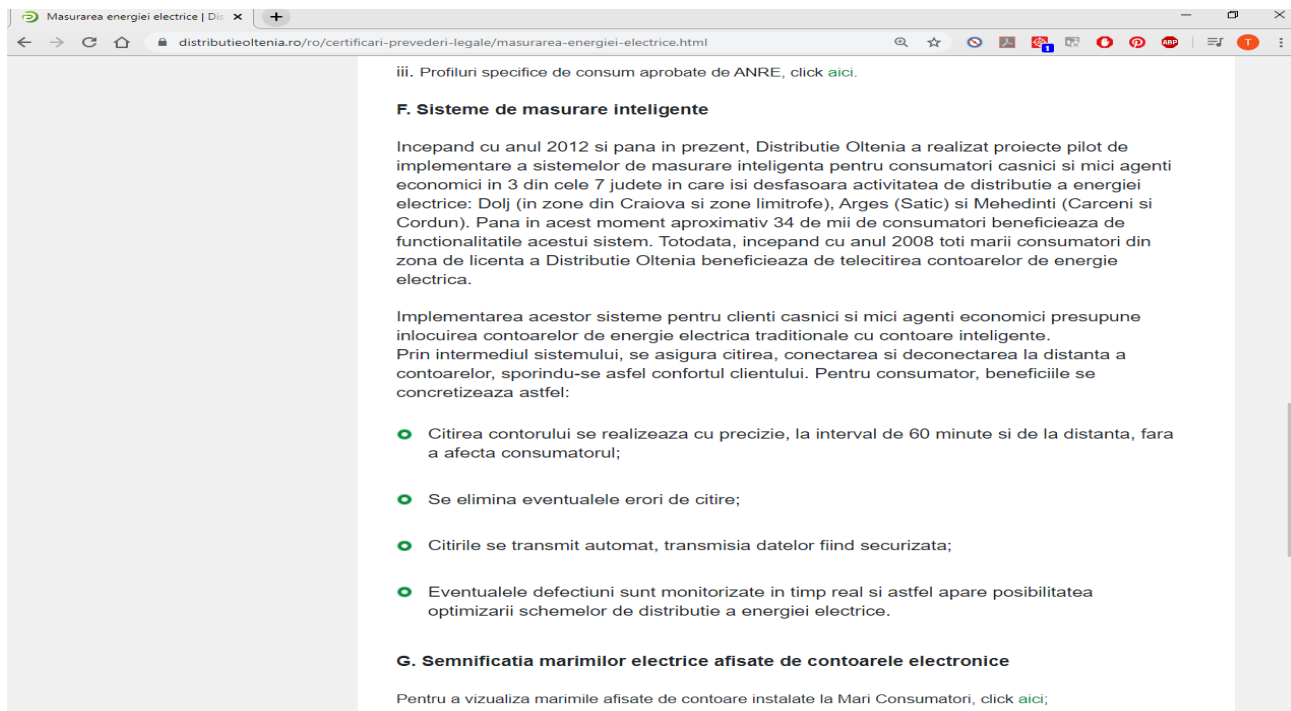 Masurarea energiei electrice | Dis
distributieoltenia.ro/ro/certificari-prevederi-legale/masurarea-energiei-electrice.html
1
ABP
T
iii. Profiluri specifice de consum aprobate de ANRE, click aici.
F. Sisteme de masurare inteligente
Incepand cu anul 2012 si pana in prezent, Distributie Oltenia a realizat proiecte pilot de
implementare a sistemelor de masurare inteligenta pentru consumatori casnici si mici agenti
economici in 3 din cele 7 judete in care isi desfasoara activitatea de distributie a energiei
electrice: Dolj (in zone din Craiova si zone limitrofe), Arges (Satic) si Mehedinti (Carceni si
Cordun). Pana in acest moment aproximativ 34 de mii de consumatori beneficieaza de
functionalitatile acestui sistem. Totodata, incepand cu anul 2008 toti marii consumatori din
zona de licenta a Distributie Oltenia beneficieaza de telecitirea contoarelor de energie
electrica.
Implementarea acestor sisteme pentru clienti casnici si mici agenti economici presupune
inlocuirea contoarelor de energie electrica traditionale cu contoare inteligente.
Prin intermediul sistemului, se asigura citirea, conectarea si deconectarea la distanta a
contoarelor, sporindu-se asfel confortul clientului. Pentru consumator, beneficiile se
concretizeaza astfel:
Citirea contorului se realizeaza cu precizie, la interval de 60 minute si de la distanta, fara
a afecta consumatorul;
Se elimina eventualele erori de citire;
Citirile se transmit automat, transmisia datelor fiind securizata;
Eventualele defectiuni sunt monitorizate in timp real si astfel apare posibilitatea
optimizarii schemelor de distributie a energiei electrice.
G. Semnificatia marimilor electrice afisate de contoarele electronice
Pentru a vizualiza marimile afisate de contoare instalate la Mari Consumatori, click aici;